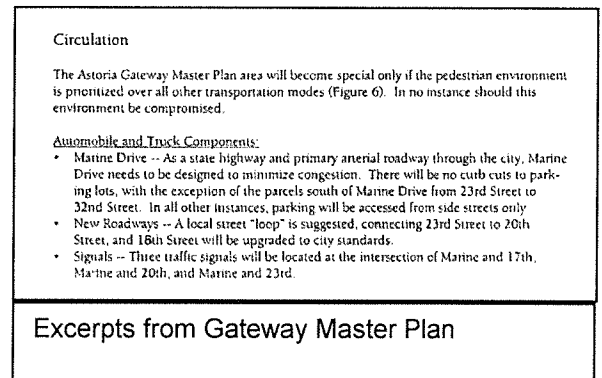 Circulation
The Astoria Gateway Master Plan area will become special only if the pedestrian environment
is prioritized over all other transportation modes (Figure 6). In no instance should this
environment be compromised.
Automobile and Truck Components:
• Marine Drive -- As a state highway and primary arterial roadway through the city, Marine
Drive needs to be designed to minimize congestion. There will be no curb cuts to park-
ing lots, with the exception of the parcels south of Marine Drive from 23rd Street to
32nd Street. In all other instances, parking will be accessed from side streets only
• New Roadways -- A local street "loop" is suggested, connecting 23rd Street to 20th
Street, and 18th Street will be upgraded to city standards.
• Signals -- Three traffic signals will be located at the intersection of Marine and 17th,
Marine and 20th, and Marine and 23rd.
Excerpts from Gateway Master Plan